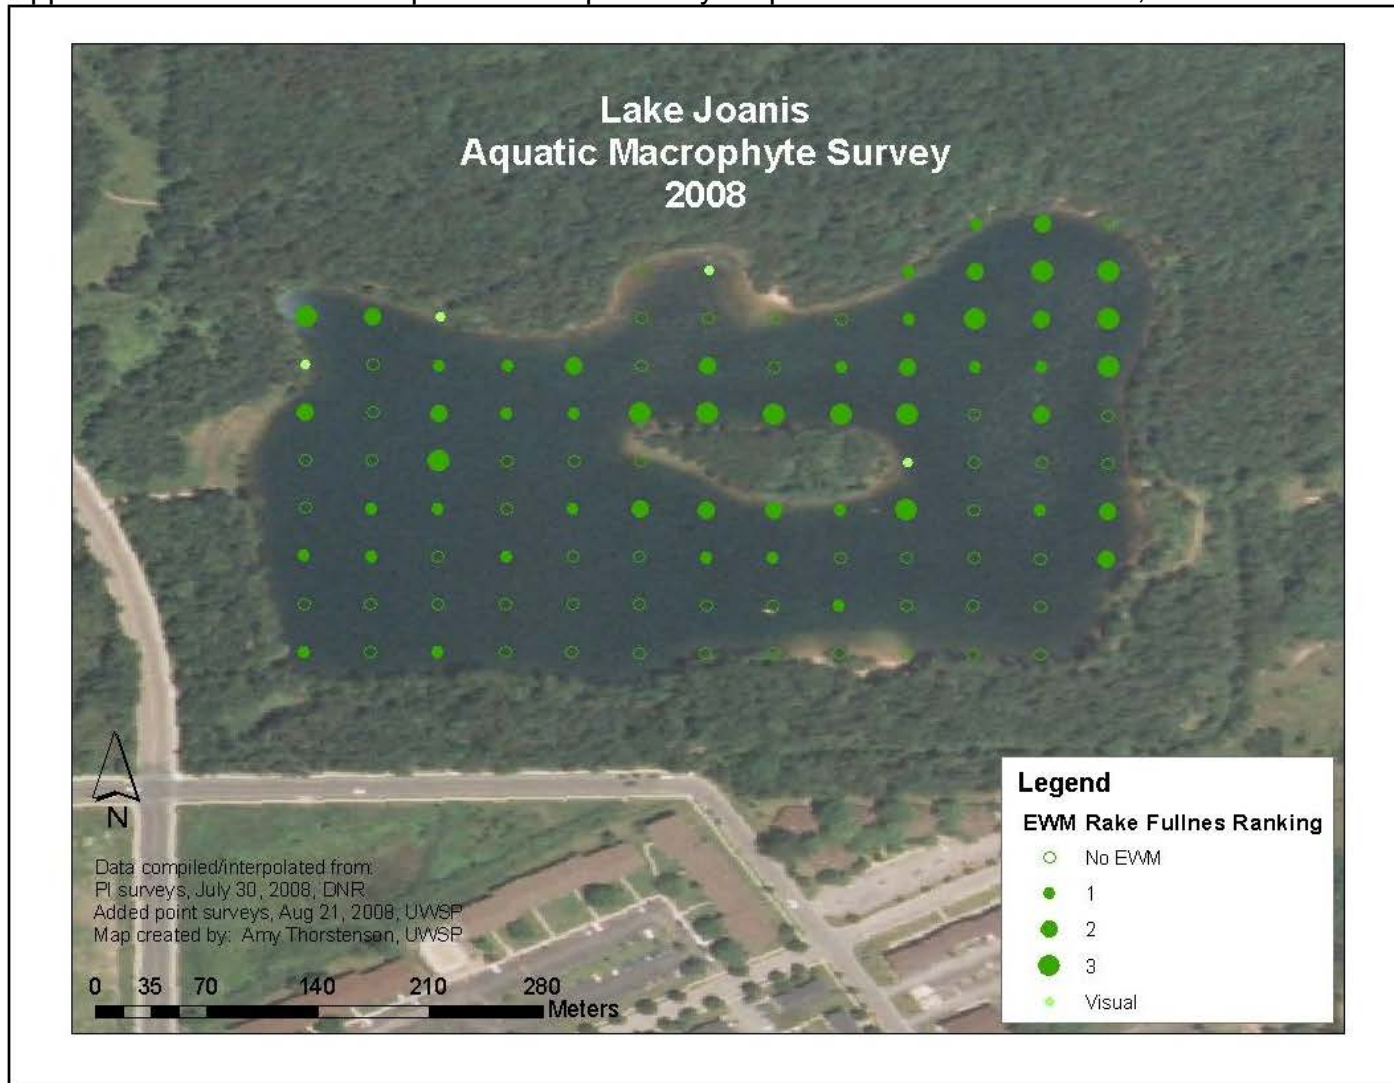 Lake Joanis
Aquatic Macrophyte Survey
2008
Legend
EWM Rake Fullnes Ranking
No EWM
1
2
3
Visual
N
Data compiled/interpolated from:
PI surveys, July 30, 2008, DNR
Added point surveys, Aug 21, 2008, UWSP
Map created by: Amy Thorstenson, UWSP
0 35 70 140 210 280
Meters